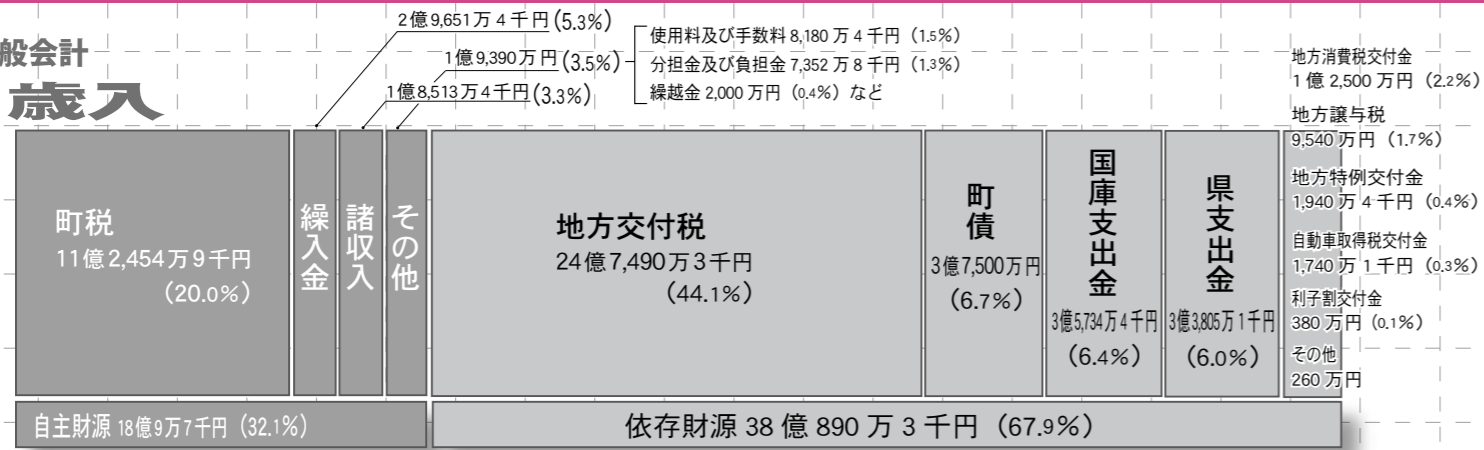 般会計
歳入
2億9,651万4千円(5.3%)
1億9,390万円(3.5%)
1億8,513万4千円(3.3%)
使用料及び手数料 8,180万4千円（1.5%）
分担金及び負担金 7,352万8千円（1.3%）
繰越金 2,000万円（0.4%）など
町税
11億2,454万9千円
（20.0%）
繰入金
諸収入
その他
地方交付税
24億7,490万3千円
（44.1%）
町債
3億7,500万円
（6.7%）
国庫支出金
3億5,734万4千円
（6.4%）
県支出金
3億3,805万1千円
（6.0%）
地方消費税交付金
1億2,500万円（2.2%）
地方譲与税
9,540万円（1.7%）
地方特例交付金
1,940万4千円（0.4%）
自動車取得税交付金
1,740万1千円（0.3%）
利子割交付金
380万円（0.1%）
その他
260万円
自主財源 18億9万7千円（32.1%）
依存財源 38億890万3千円（67.9%）